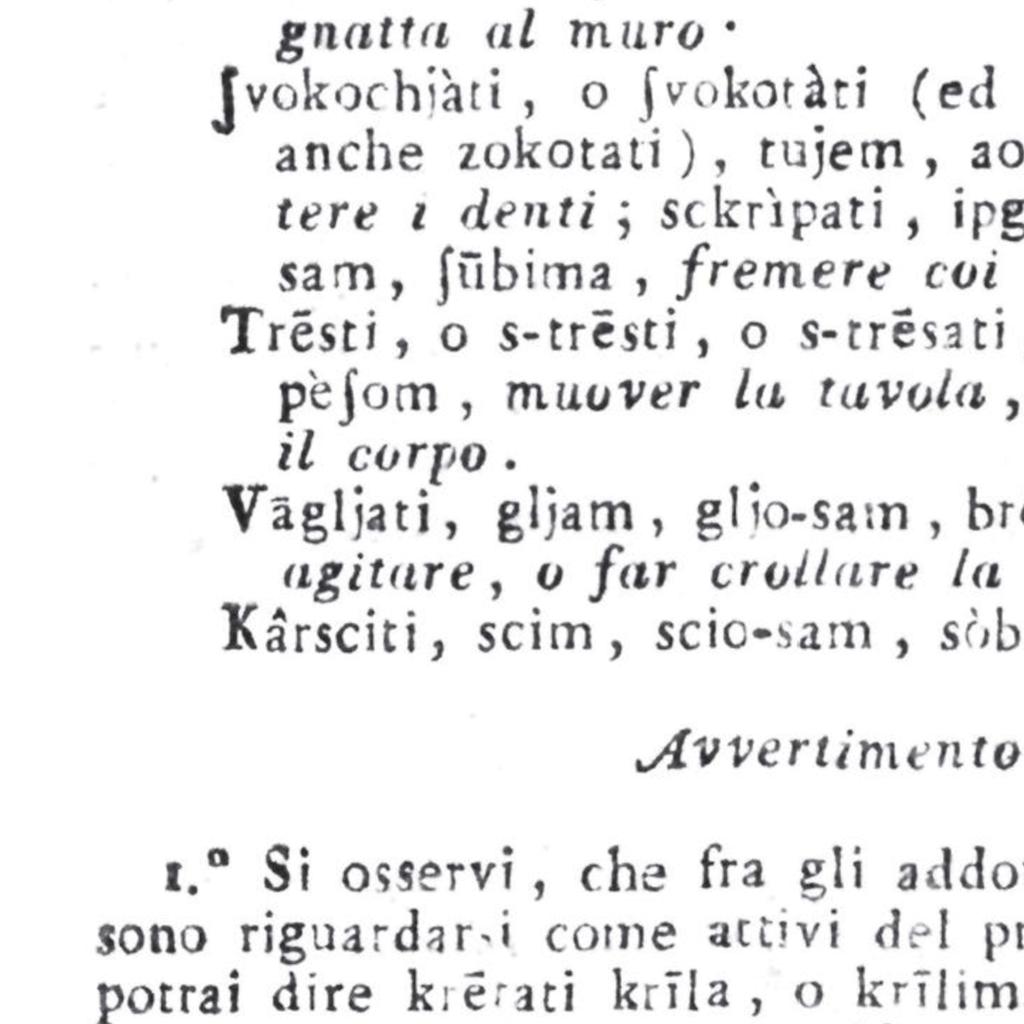 gnatta al muro.
ʃvokochjàti, o ʃvokotàti (ed
anche zokotati), tujem, ao
tere i denti; sckrìpati, ipg
sam, ʃūbima, fremere coi
Trēsti, o s-trēsti, o s-trēsati
pèʃom, muover la tavola,
il corpo.
Vāgljati, gljam, gljo-sam, bre
agitare, o far crollare la
Kârsciti, scim, scio-sam, sòb
Avvertimento
1.º Si osservi, che fra gli addo
sono riguardarsi come attivi del pr
potrai dire krērati krīla, o krīlim